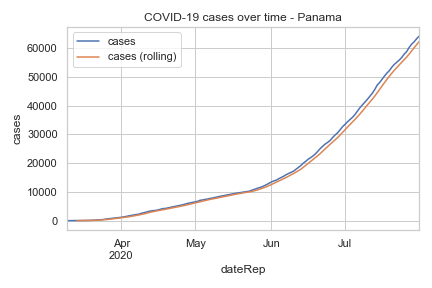 COVID-19 cases over time - Panama
cases
cases (rolling)
60000
50000
40000
30000
20000
10000
0
cases
Apr
2020
May
Jun
Jul
dateRep